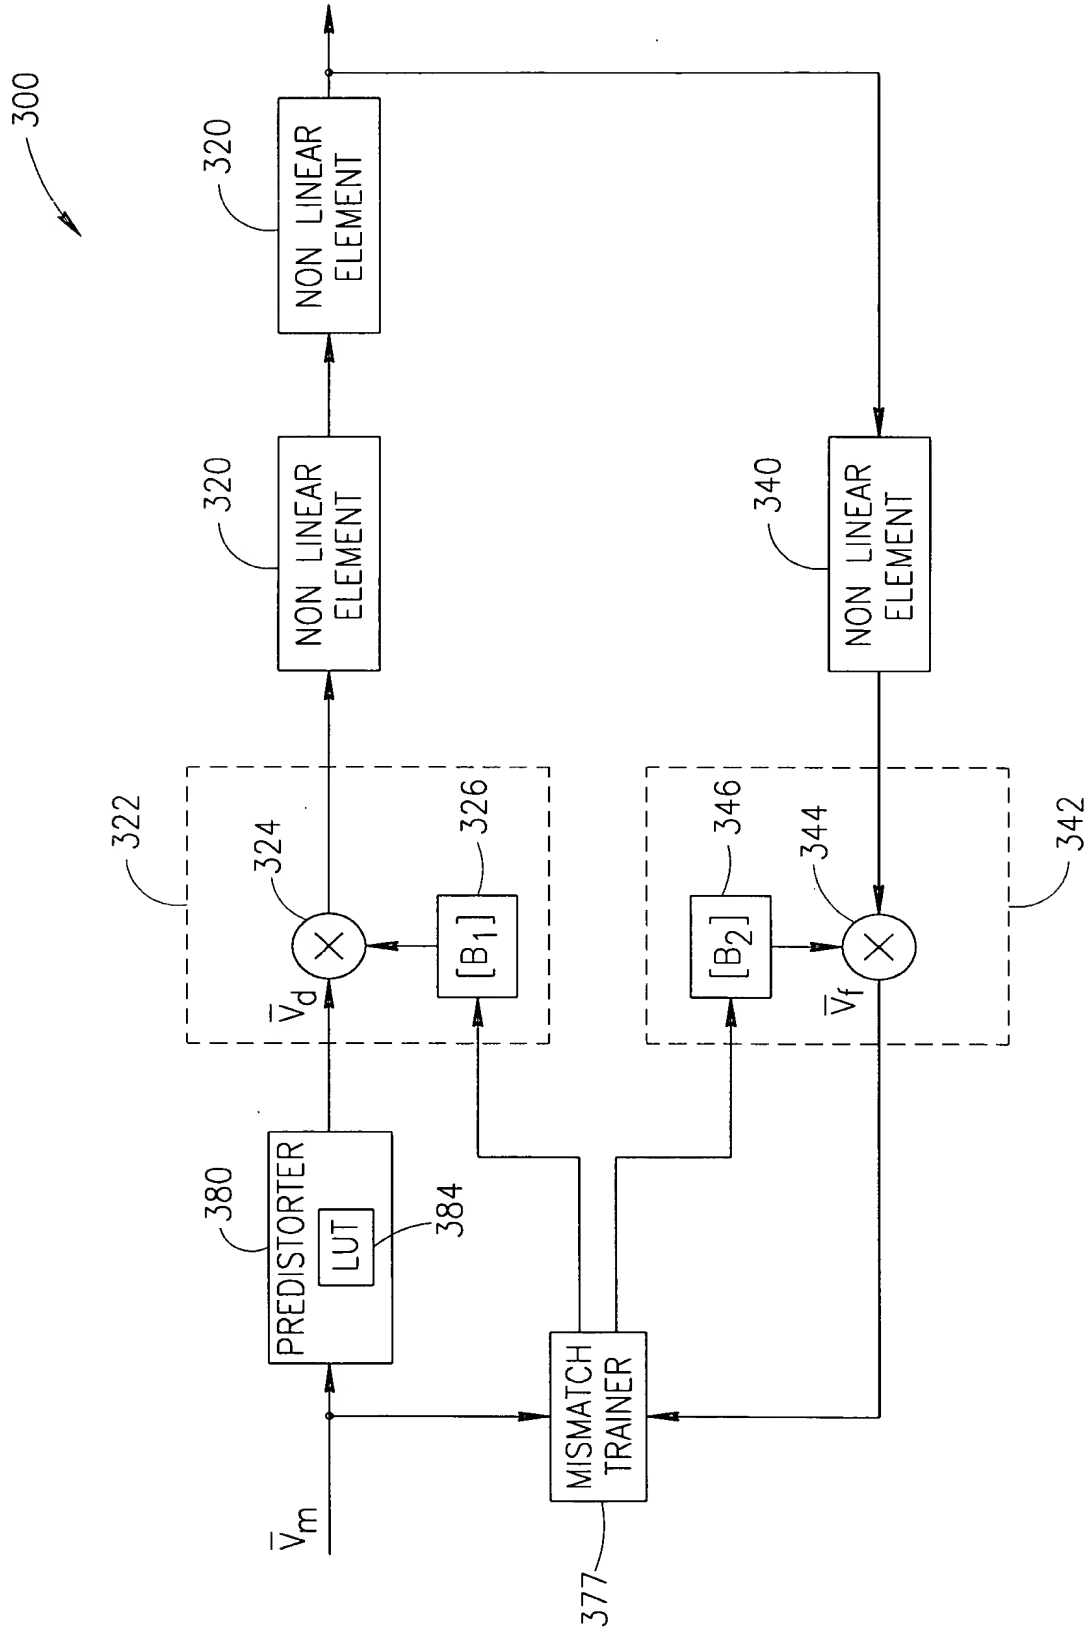 300
320
NON LINEAR
ELEMENT
320
NON LINEAR
ELEMENT
340
NON LINEAR
ELEMENT
322
324
326
[B1]
V̅d
346
[B2]
344
342
V̅f
380
PREDISTORTER
LUT
384
MISMATCH
TRAINER
377
V̅m